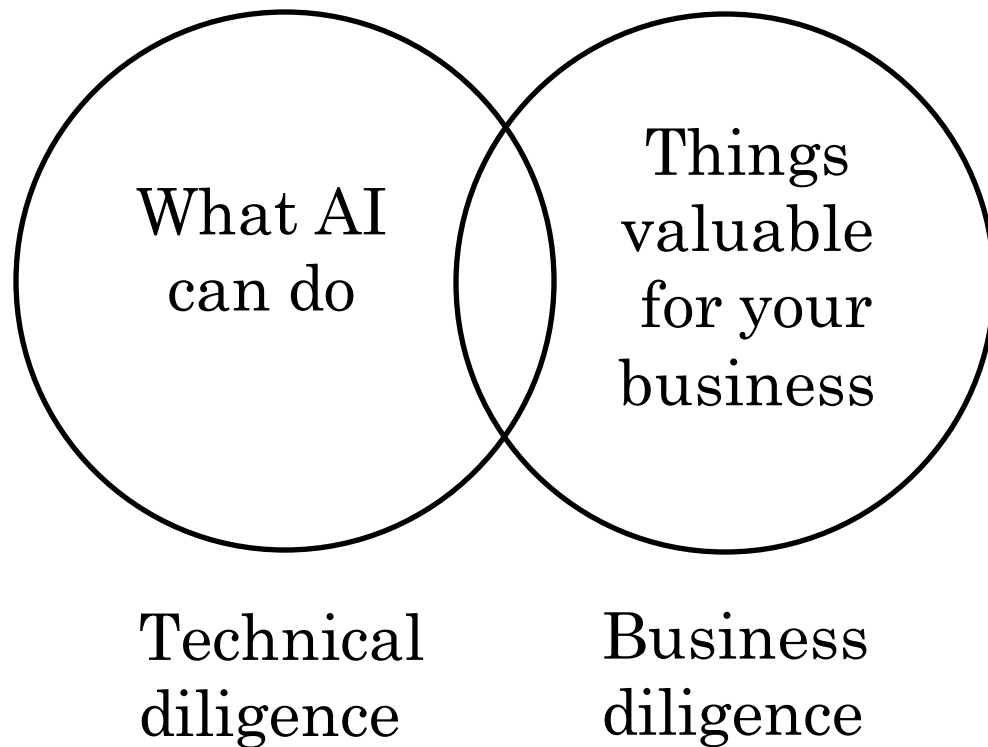 What AI
can do
Things
valuable
for your
business
Technical
diligence
Business
diligence